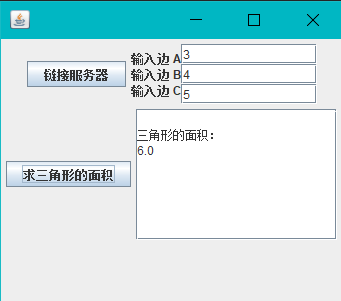 链接服务器
输入边 A 3
输入边 B 4
输入边 C 5
三角形的面积：
6.0
求三角形的面积